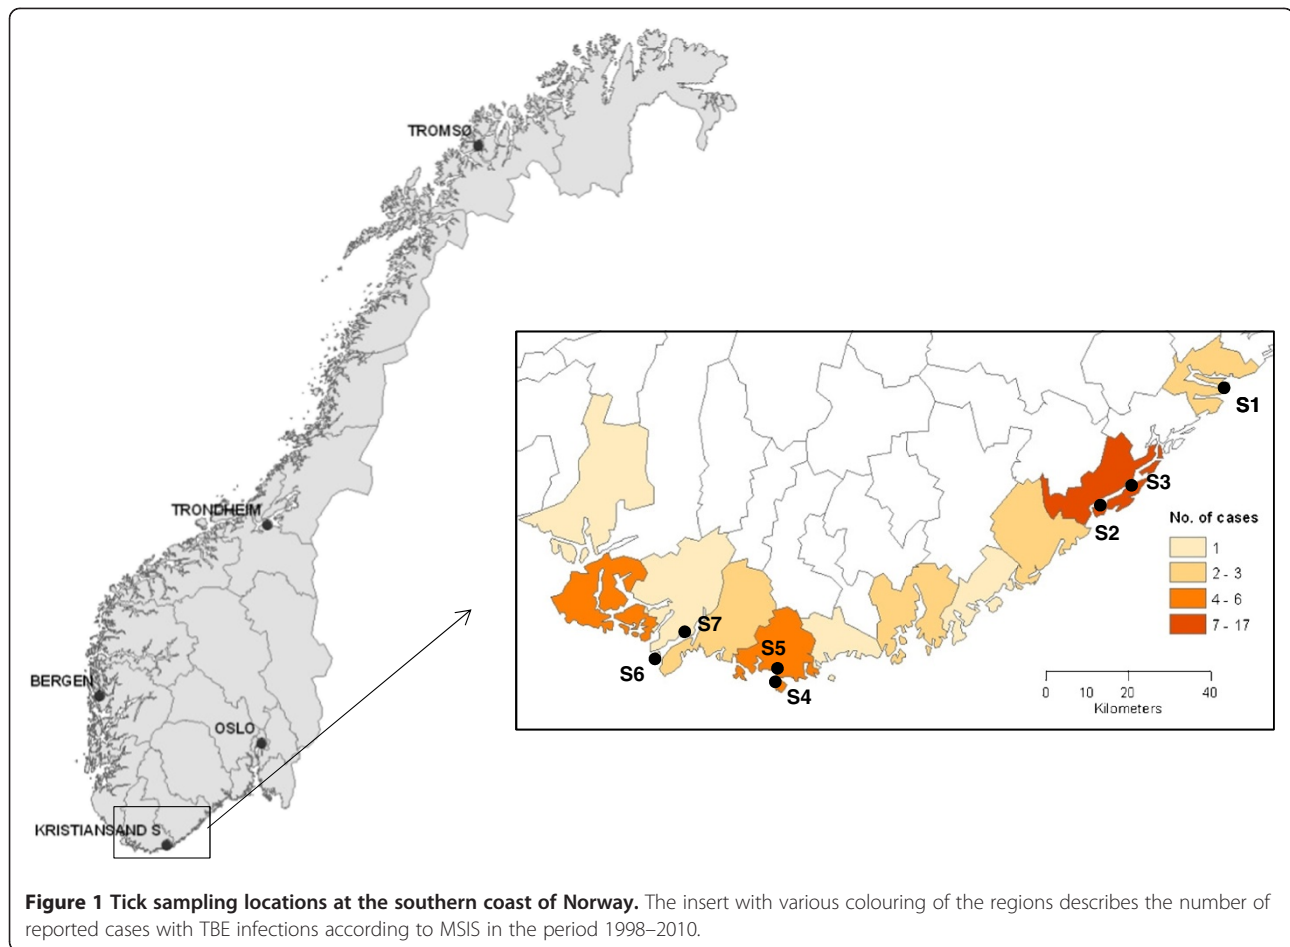 TROMSØ
TRONDHEIM
BERGEN
OSLO
KRISTIANSAND S
S1
S3
S2
No. of cases
1
2 - 3
4 - 6
7 - 17
S7
S5
S6
S4
0 20 40
Kilometers
Figure 1 Tick sampling locations at the southern coast of Norway. The insert with various colouring of the regions describes the number of
reported cases with TBE infections according to MSIS in the period 1998–2010.